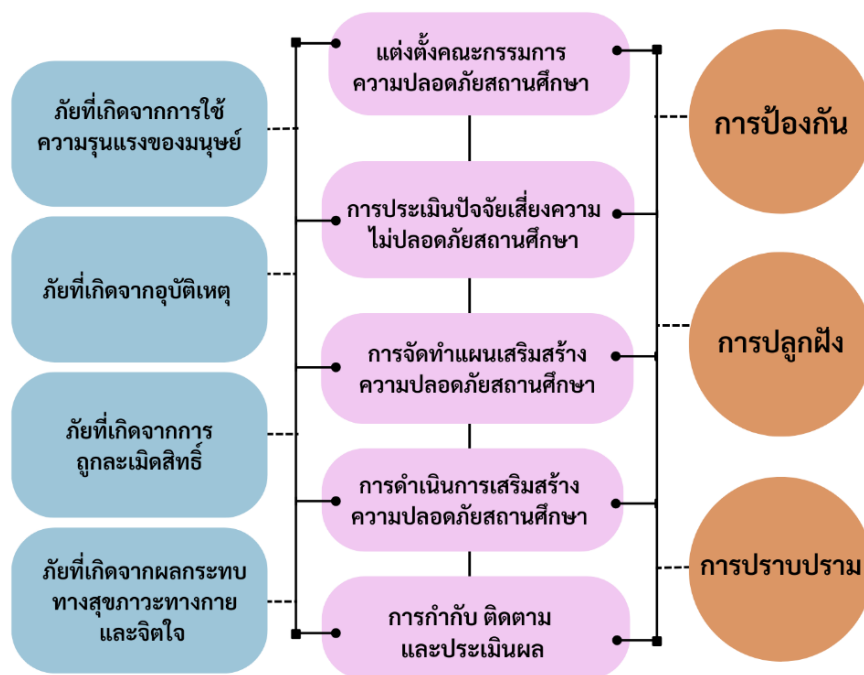 ภัยที่เกิดจากการใช้
ความรุนแรงของมนุษย์
ภัยที่เกิดจากอุบัติเหตุ
ภัยที่เกิดจากการ
ถูกละเมิดสิทธิ์
ภัยที่เกิดจากผลกระทบ
ทางสุขภาวะทางกาย
และจิตใจ
แต่งตั้งคณะกรรมการ
ความปลอดภัยสถานศึกษา
การประเมินปัจจัยเสี่ยงความ
ไม่ปลอดภัยสถานศึกษา
การจัดทำแผนเสริมสร้าง
ความปลอดภัยสถานศึกษา
การดำเนินการเสริมสร้าง
ความปลอดภัยสถานศึกษา
การกำกับ ติดตาม
และประเมินผล
การป้องกัน
การปลูกฝัง
การปราบปราม